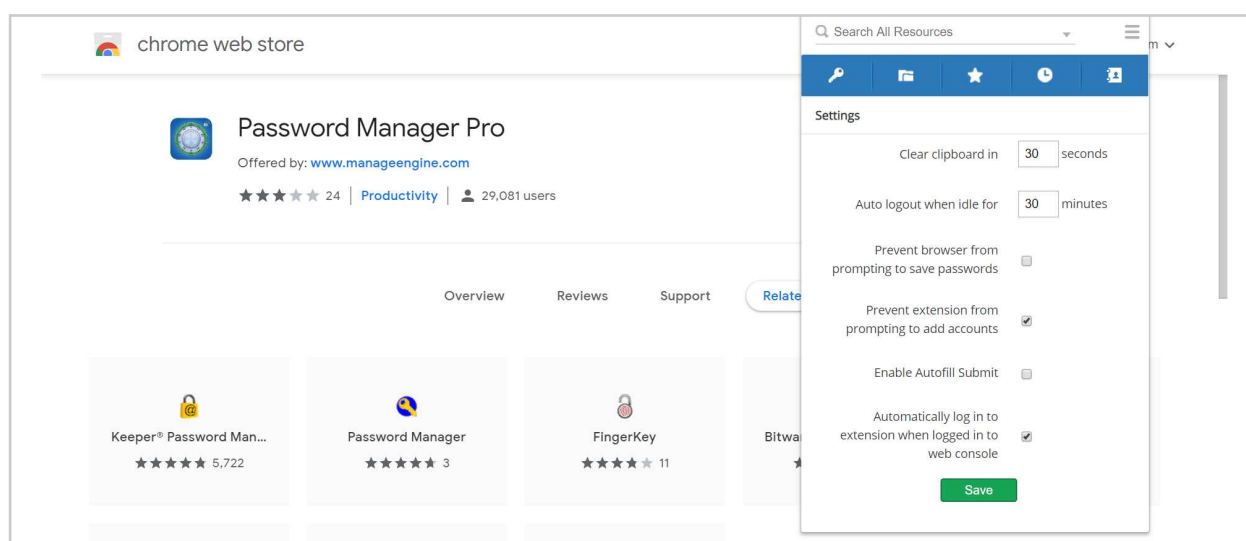 chrome web store
m
Password Manager Pro
Offered by: www.manageengine.com
24 | Productivity | 29,081 users
Overview Reviews Support Relate
Keeper® Password Man...
5,722
Password Manager
3
FingerKey
11
Bitwa
Search All Resources
Settings
Clear clipboard in 30 seconds
Auto logout when idle for 30 minutes
Prevent browser from
prompting to save passwords
Prevent extension from
prompting to add accounts
Enable Autofill Submit
Automatically log in to
extension when logged in to
web console
Save